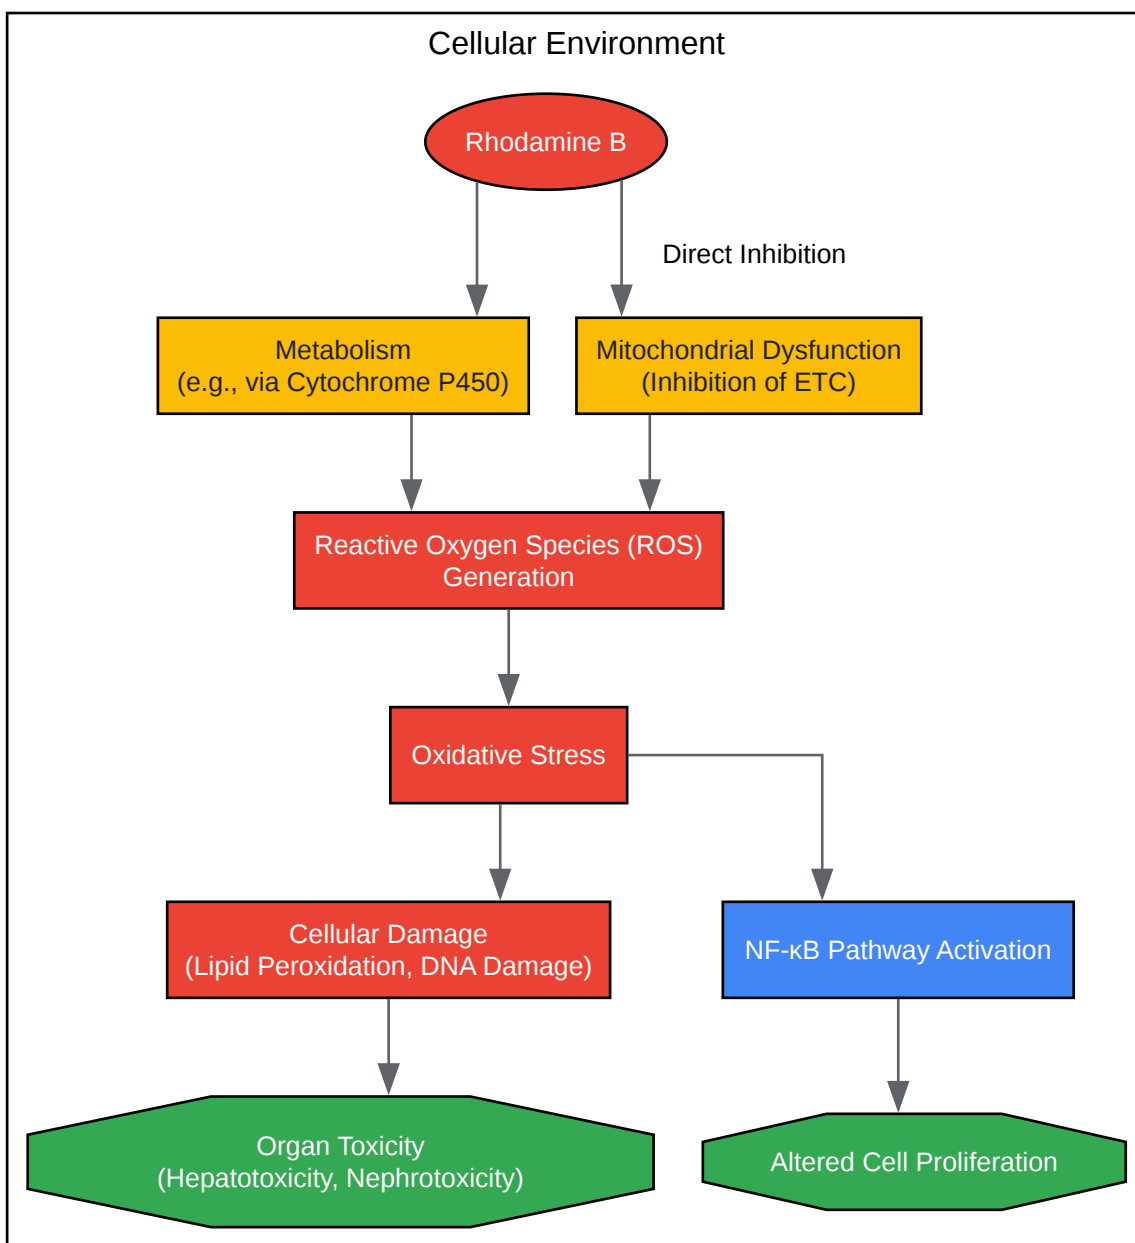 Cellular Environment
Rhodamine B
Direct Inhibition
Metabolism
(e.g., via Cytochrome P450)
Mitochondrial Dysfunction
(Inhibition of ETC)
Reactive Oxygen Species (ROS)
Generation
Oxidative Stress
Cellular Damage
(Lipid Peroxidation, DNA Damage)
NF-κB Pathway Activation
Organ Toxicity
(Hepatotoxicity, Nephrotoxicity)
Altered Cell Proliferation